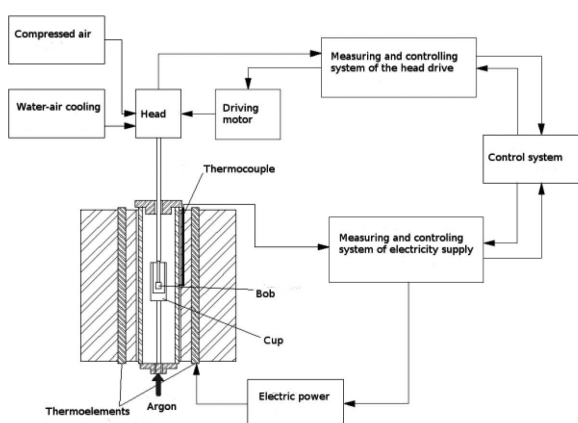 Compressed air
Measuring and controlling
system of the head drive
Water-air cooling
Head
Driving
motor
Control system
Thermocouple
Measuring and controling
system of electricity supply
Bob
Cup
Thermoelements
Argon
Electric power